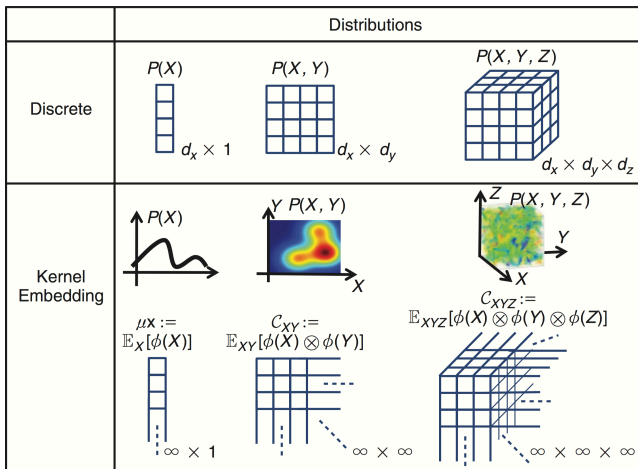 Distributions
Discrete
P(X)
d_x × 1
P(X, Y)
d_x × d_y
P(X, Y, Z)
d_x × d_y × d_z
Kernel
Embedding
P(X)
μx :=
𝔼_X[ϕ(X)]
∞ × 1
Y P(X, Y)
X
𝒞_XY :=
𝔼_XY[ϕ(X) ⊗ ϕ(Y)]
∞ × ∞
Z P(X, Y, Z)
Y
X
𝒞_XYZ :=
𝔼_XYZ[ϕ(X) ⊗ ϕ(Y) ⊗ ϕ(Z)]
∞ × ∞ × ∞